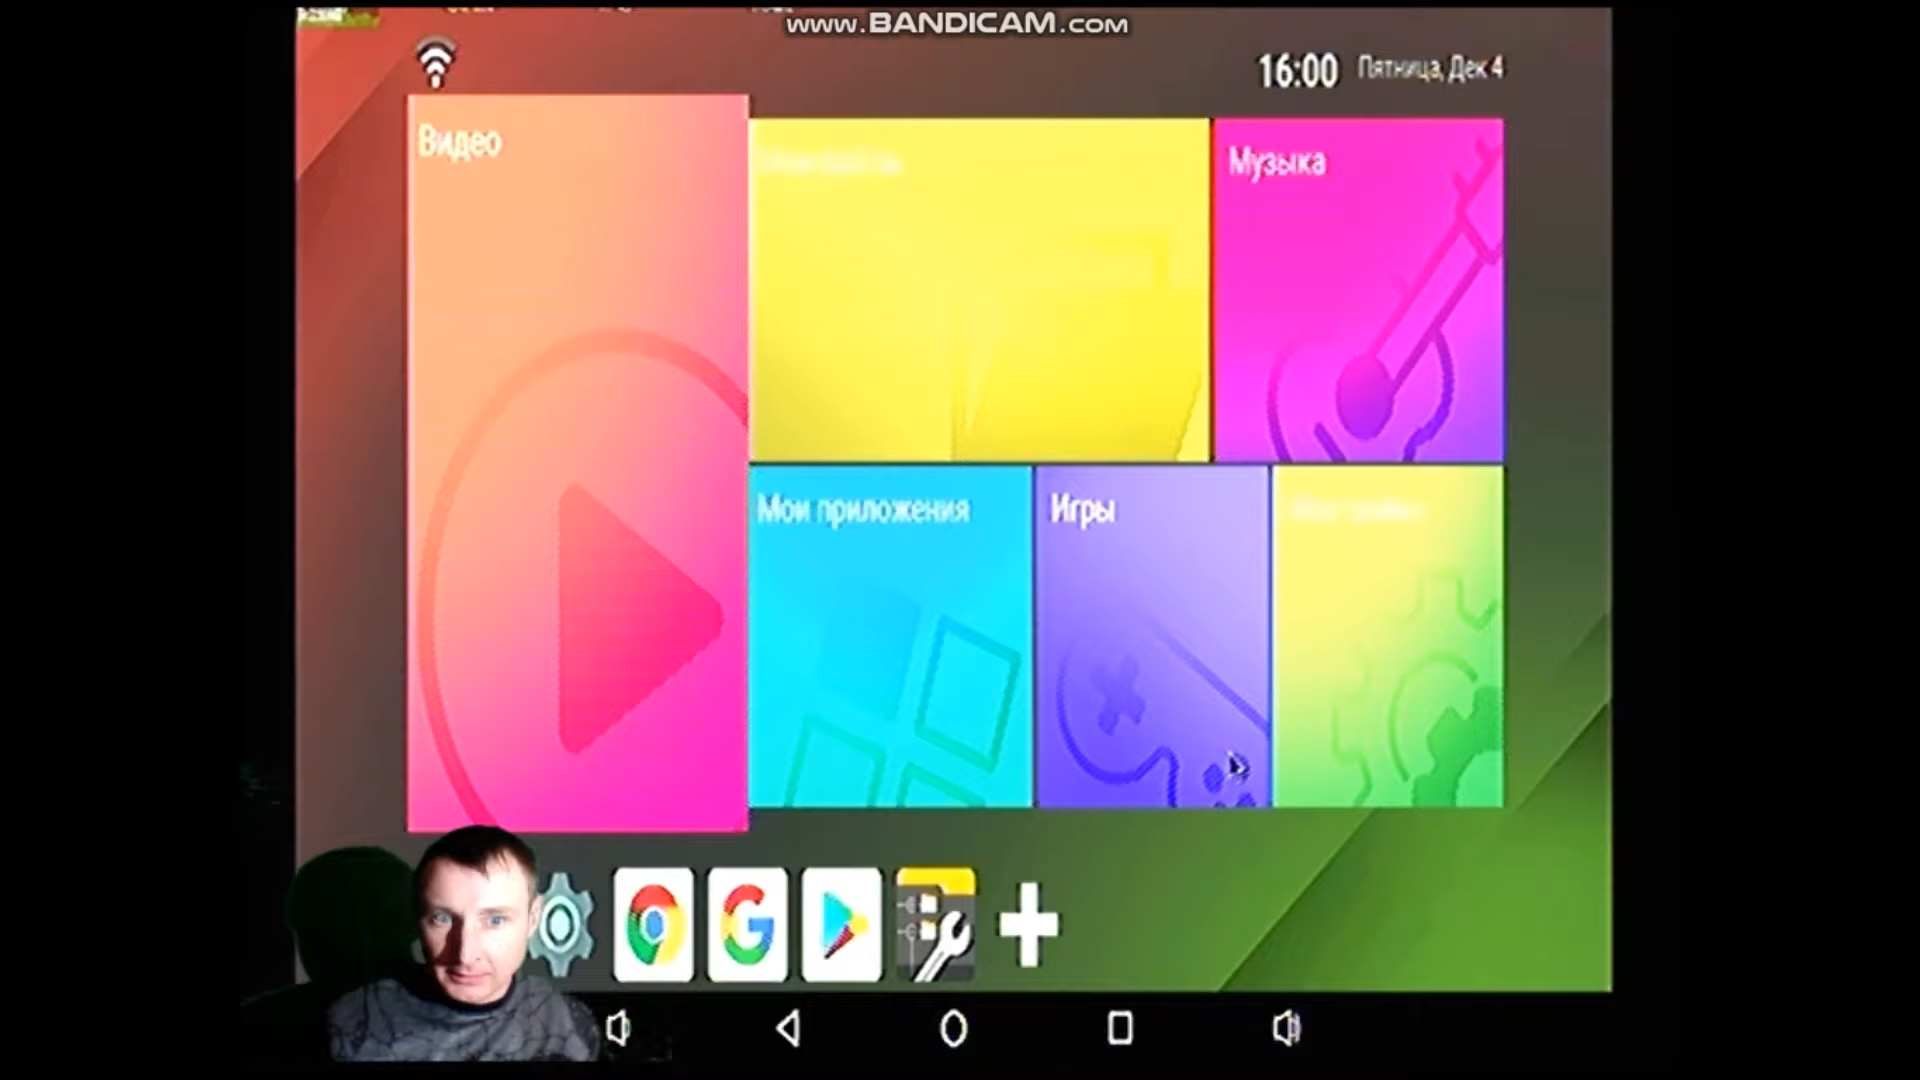 www.BANDICAM.com
16:00 Пятница, Дек 4
Видео
Музыка
Мои приложения
Игры